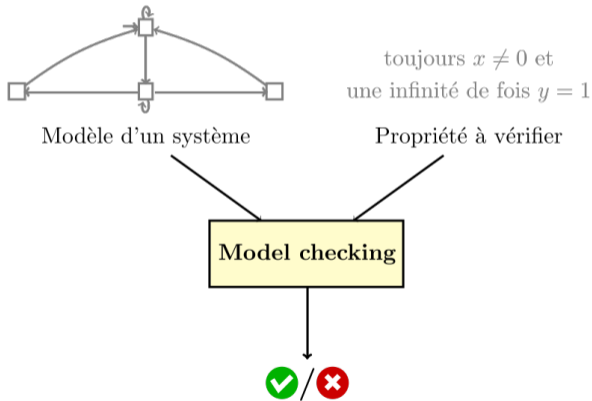 toujours x ≠ 0 et
une infinité de fois y = 1
Modèle d'un système
Propriété à vérifier
Model checking
/